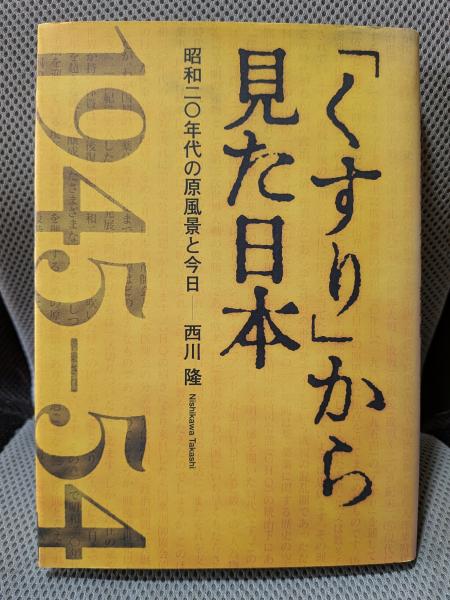 「くすり」から
見た日本
昭和二〇年代の原風景と今日──西川 隆
Nishikawa Takashi
1945-54